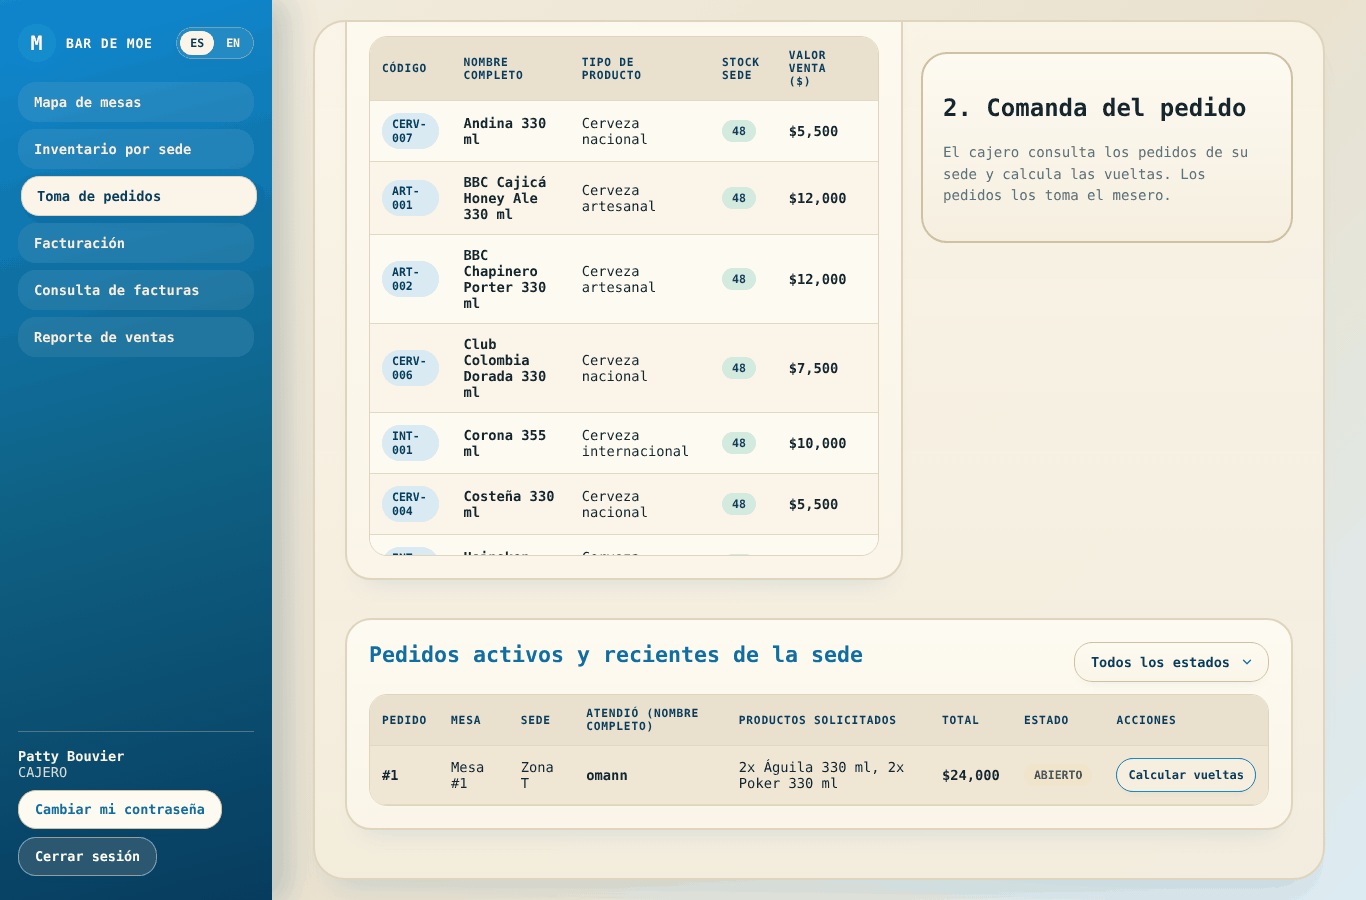 M BAR DE MOE ES EN
Mapa de mesas
Inventario por sede
Toma de pedidos
Facturación
Consulta de facturas
Reporte de ventas
Patty Bouvier
CAJERO
Cambiar mi contraseña
Cerrar sesión
CÓDIGO NOMBRE COMPLETO TIPO DE PRODUCTO STOCK SEDE VALOR VENTA ($)
CERV-007 Andina 330 ml Cerveza nacional 48 $5,500
ART-001 BBC Cajicá Honey Ale 330 ml Cerveza artesanal 48 $12,000
ART-002 BBC Chapinero Porter 330 ml Cerveza artesanal 48 $12,000
CERV-006 Club Colombia Dorada 330 ml Cerveza nacional 48 $7,500
INT-001 Corona 355 ml Cerveza internacional 48 $10,000
CERV-004 Costeña 330 ml Cerveza nacional 48 $5,500
2. Comanda del pedido
El cajero consulta los pedidos de su
sede y calcula las vueltas. Los
pedidos los toma el mesero.
Pedidos activos y recientes de la sede
Todos los estados
PEDIDO MESA SEDE ATENDIÓ (NOMBRE COMPLETO) PRODUCTOS SOLICITADOS TOTAL ESTADO ACCIONES
#1 Mesa #1 Zona T omann 2x Águila 330 ml, 2x Poker 330 ml $24,000 ABIERTO Calcular vueltas